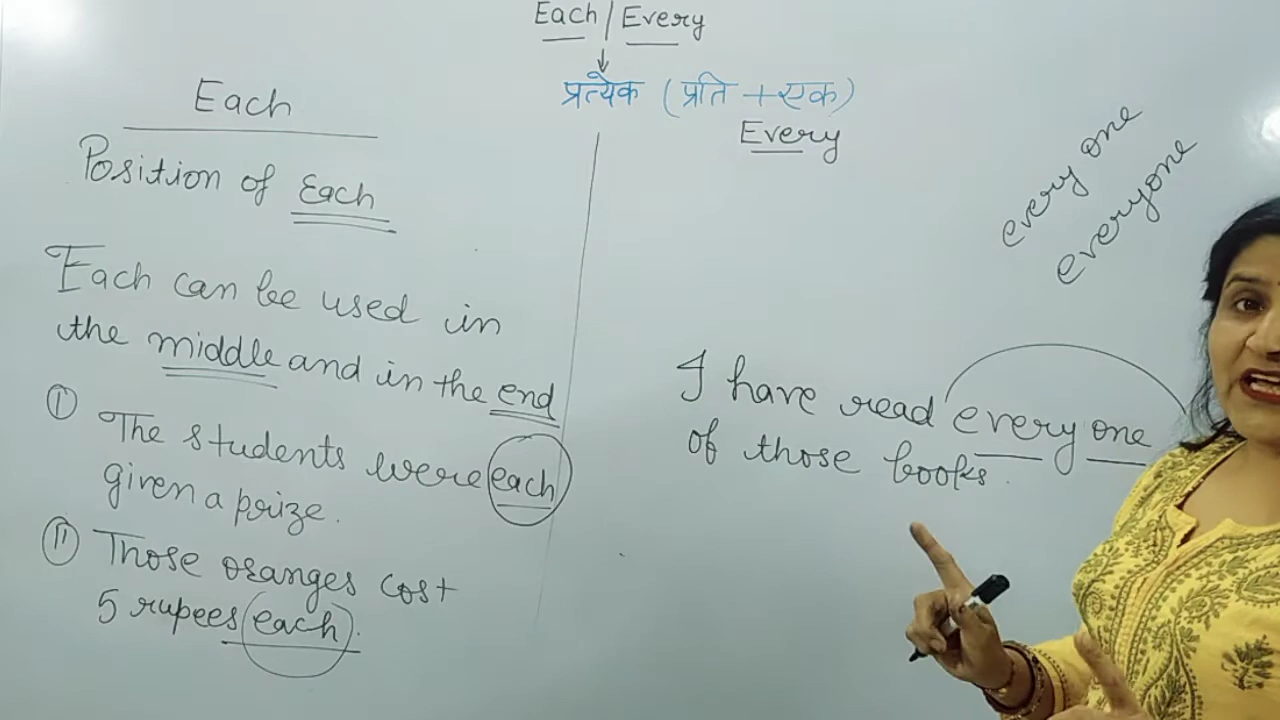 Each / Every
प्रत्येक (प्रति + एक)
Each
Position of Each
Each can be used in
the middle and in the end
I The students were each
given a prize.
II Those oranges cost
5 rupees each.
Every
every one
everyone
I have read every one
of those books.